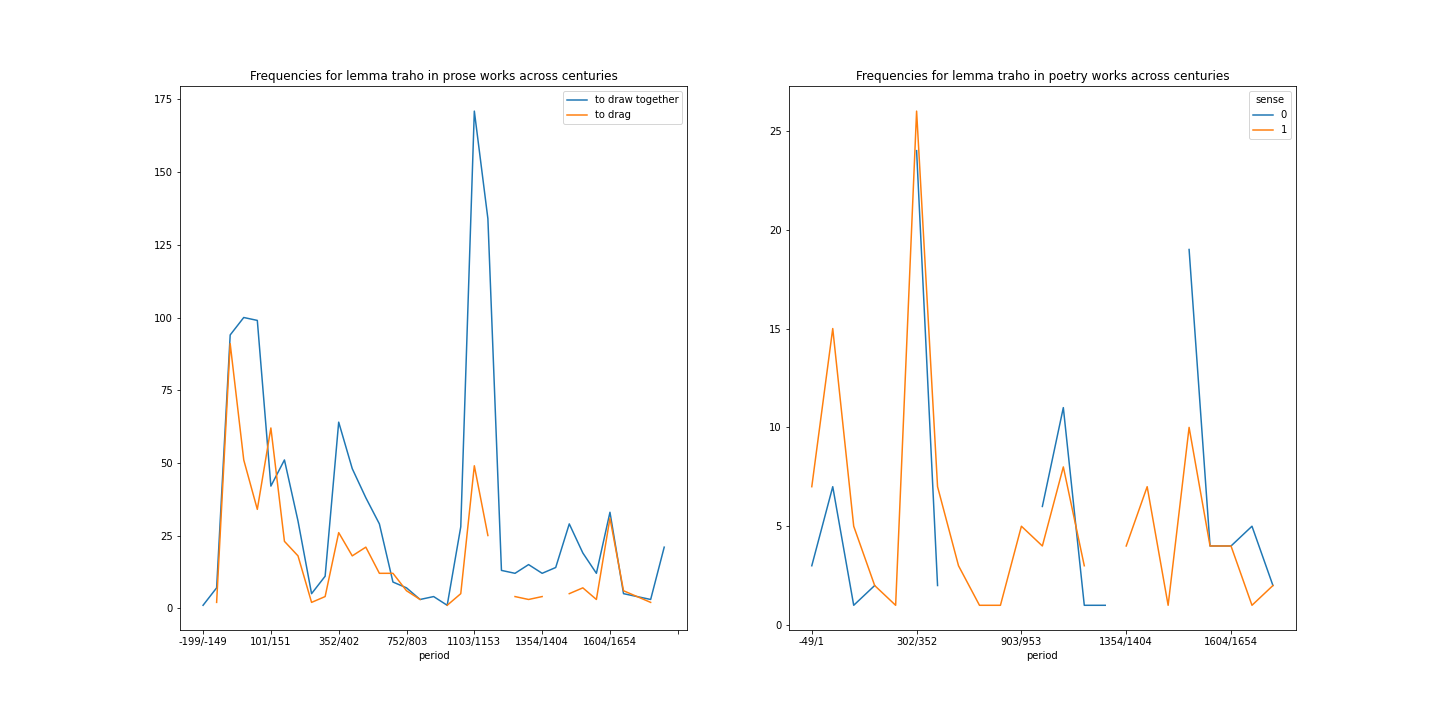 Frequencies for lemma traho in prose works across centuries
175
150
125
100
75
50
25
0
to draw together
to drag
-199/-149 101/151 352/402 752/803 1103/1153 1354/1404 1604/1654
period
Frequencies for lemma traho in poetry works across centuries
25
20
15
10
5
0
sense
0
1
-49/1 302/352 903/953 1354/1404 1604/1654
period